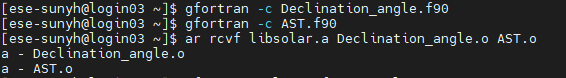 [ese-sunyh@login03 ~]$ gfortran -c Declination_angle.f90
[ese-sunyh@login03 ~]$ gfortran -c AST.f90
[ese-sunyh@login03 ~]$ ar rcvf libsolar.a Declination_angle.o AST.o
a - Declination_angle.o
a - AST.o